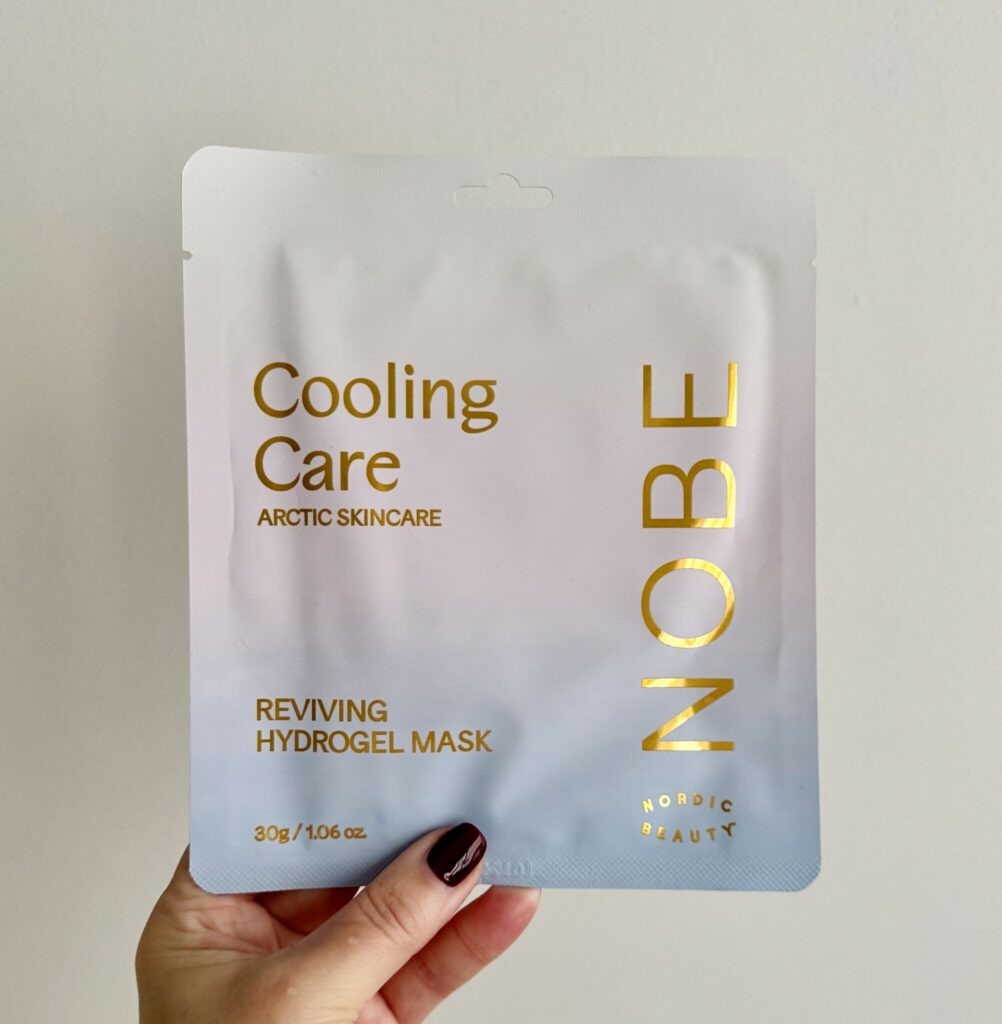 Cooling
Care
ARCTIC SKINCARE
REVIVING
HYDROGEL MASK
30g / 1.06 oz.
NOBE
NORDIC
BEAUTY